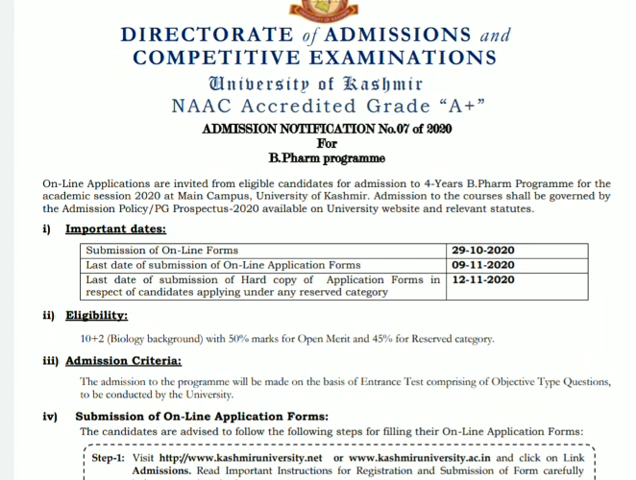 DIRECTORATE of ADMISSIONS and
COMPETITIVE EXAMINATIONS
University of Kashmir
NAAC Accredited Grade “A+”
ADMISSION NOTIFICATION No.07 of 2020
For
B.Pharm programme
On-Line Applications are invited from eligible candidates for admission to 4-Years B.Pharm Programme for the
academic session 2020 at Main Campus, University of Kashmir. Admission to the courses shall be governed by
the Admission Policy/PG Prospectus-2020 available on University website and relevant statutes.
i) Important dates:
Submission of On-Line Forms 29-10-2020
Last date of submission of On-Line Application Forms 09-11-2020
Last date of submission of Hard copy of Application Forms in 12-11-2020
respect of candidates applying under any reserved category
ii) Eligibility:
10+2 (Biology background) with 50% marks for Open Merit and 45% for Reserved category.
iii) Admission Criteria:
The admission to the programme will be made on the basis of Entrance Test comprising of Objective Type Questions,
to be conducted by the University.
iv) Submission of On-Line Application Forms:
The candidates are advised to follow the following steps for filling their On-Line Application Forms:
Step-1: Visit http://www.kashmiruniversity.net or www.kashmiruniversity.ac.in and click on Link
Admissions. Read Important Instructions for Registration and Submission of Form carefully